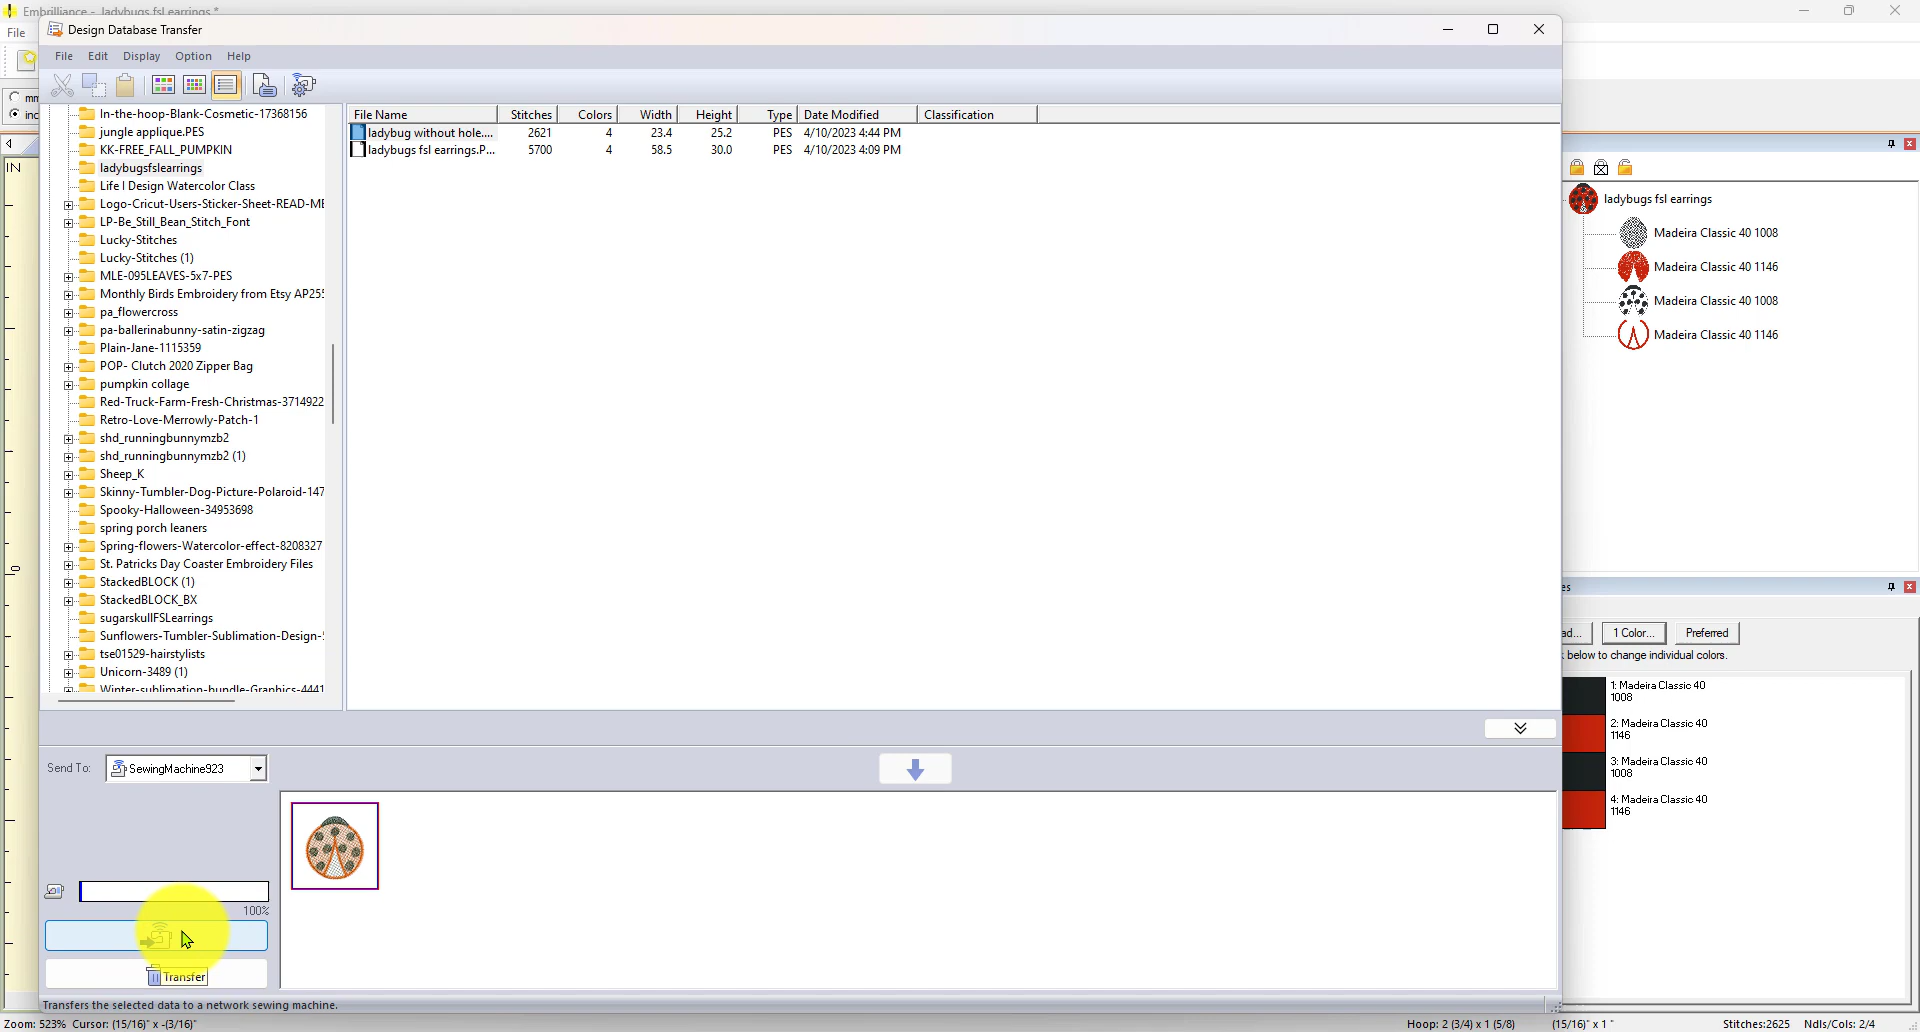 Embrilliance - ladybugs fsl earrings *
Design Database Transfer
File
File Edit Display Option Help
mm
inc
IN
0
In-the-hoop-Blank-Cosmetic-17368156
jungle applique.PES
KK-FREE_FALL_PUMPKIN
ladybugsfslearrings
Life I Design Watercolor Class
Logo-Cricut-Users-Sticker-Sheet-READ-ME
LP-Be_Still_Bean_Stitch_Font
Lucky-Stitches
Lucky-Stitches (1)
MLE-095LEAVES-5x7-PES
Monthly Birds Embroidery from Etsy AP255
pa_flowercross
pa-ballerinabunny-satin-zigzag
Plain-Jane-1115359
POP- Clutch 2020 Zipper Bag
pumpkin collage
Red-Truck-Farm-Fresh-Christmas-3714922
Retro-Love-Merrowly-Patch-1
shd_runningbunnymzb2
shd_runningbunnymzb2 (1)
Sheep_K
Skinny-Tumbler-Dog-Picture-Polaroid-147
Spooky-Halloween-34953698
spring porch leaners
Spring-flowers-Watercolor-effect-8208327
St. Patricks Day Coaster Embroidery Files
StackedBLOCK (1)
StackedBLOCK_BX
sugarskullFSLearrings
Sunflowers-Tumbler-Sublimation-Design-
tse01529-hairstylists
Unicorn-3489 (1)
Winter-sublimation-bundle-Graphics-4441
File Name Stitches Colors Width Height Type Date Modified Classification
ladybug without hole.... 2621 4 23.4 25.2 PES 4/10/2023 4:44 PM
ladybugs fsl earrings.P... 5700 4 58.5 30.0 PES 4/10/2023 4:09 PM
ladybugs fsl earrings
Madeira Classic 40 1008
Madeira Classic 40 1146
Madeira Classic 40 1008
Madeira Classic 40 1146
es
ad... 1 Color... Preferred
below to change individual colors.
1: Madeira Classic 40
1008
2: Madeira Classic 40
1146
3: Madeira Classic 40
1008
4: Madeira Classic 40
1146
Send To: SewingMachine923
100%
Transfer
Transfers the selected data to a network sewing machine.
Zoom: 523% Cursor: (15/16)" x -(3/16)" Hoop: 2 (3/4) x 1 (5/8) (15/16)" x 1 " Stitches:2625 Ndls/Cols: 2/4